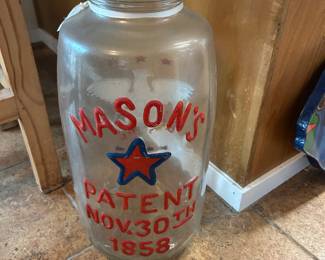 MASON'S
PATENT
NOV. 30TH
1858